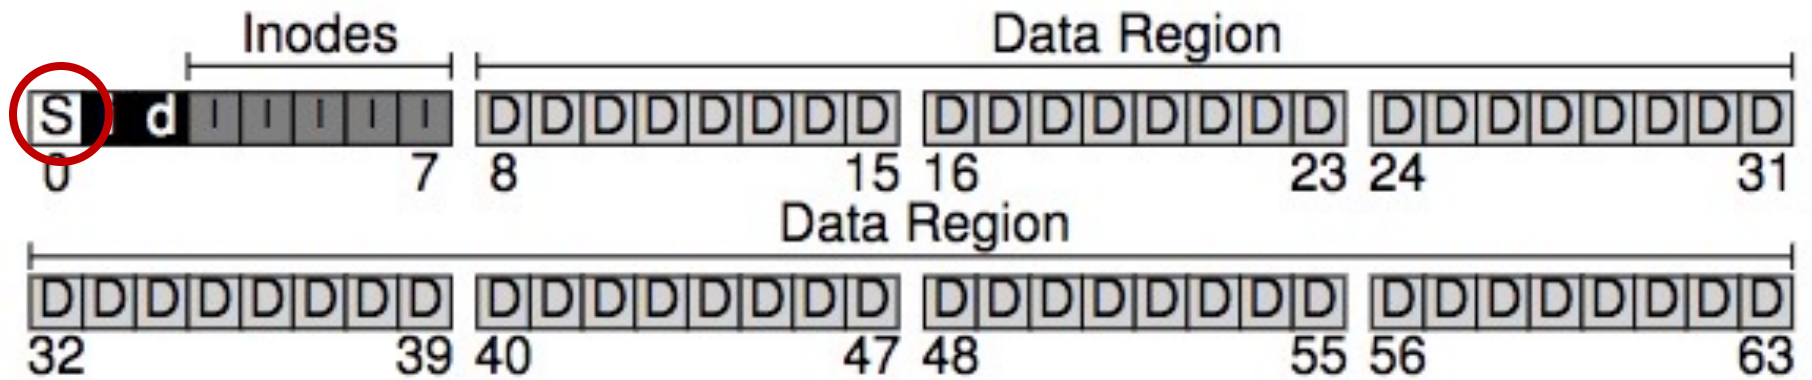 Inodes Data Region
S i d I I I I I D D D D D D D D D D D D D D D D D D D D D D D D
0 7 8 15 16 23 24 31
Data Region
D D D D D D D D D D D D D D D D D D D D D D D D D D D D D D D D
32 39 40 47 48 55 56 63